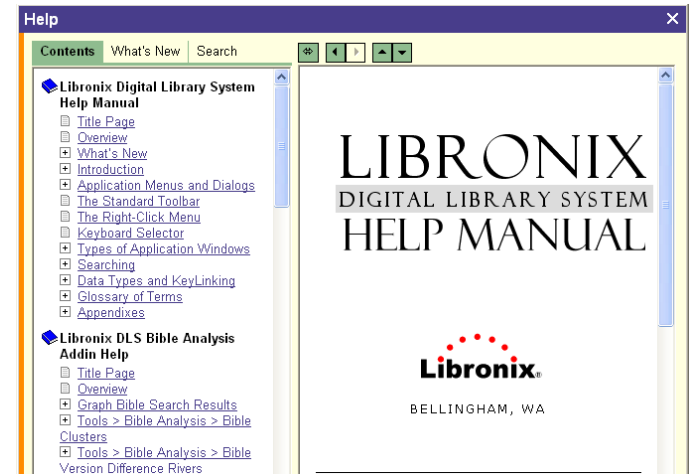 Help
Contents What's New Search
Libronix Digital Library System
Help Manual
Title Page
Overview
What's New
Introduction
Application Menus and Dialogs
The Standard Toolbar
The Right-Click Menu
Keyboard Selector
Types of Application Windows
Searching
Data Types and KeyLinking
Glossary of Terms
Appendixes
Libronix DLS Bible Analysis
Addin Help
Title Page
Overview
Graph Bible Search Results
Tools > Bible Analysis > Bible
Clusters
Tools > Bible Analysis > Bible
Version Difference Rivers
LIBRONIX
DIGITAL LIBRARY SYSTEM
HELP MANUAL
Libronix®
BELLINGHAM, WA